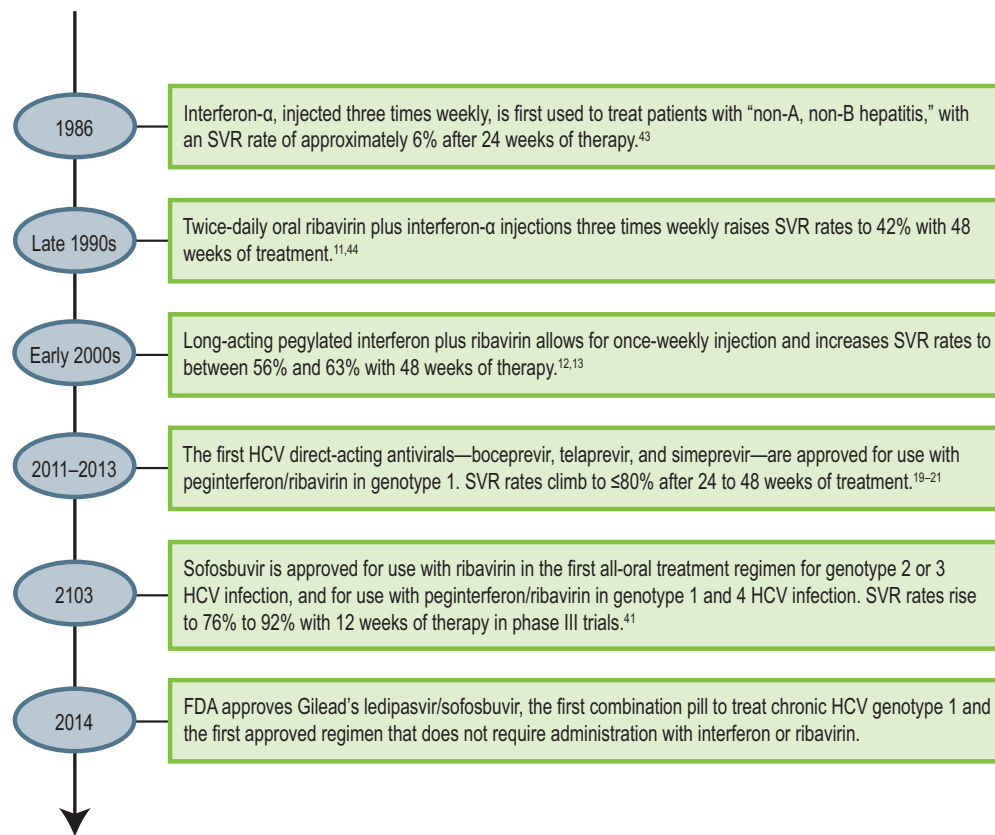 1986
Interferon-α, injected three times weekly, is first used to treat patients with “non-A, non-B hepatitis,” with
an SVR rate of approximately 6% after 24 weeks of therapy.43
Late 1990s
Twice-daily oral ribavirin plus interferon-α injections three times weekly raises SVR rates to 42% with 48
weeks of treatment.11,44
Early 2000s
Long-acting pegylated interferon plus ribavirin allows for once-weekly injection and increases SVR rates to
between 56% and 63% with 48 weeks of therapy.12,13
2011–2013
The first HCV direct-acting antivirals—boceprevir, telaprevir, and simeprevir—are approved for use with
peginterferon/ribavirin in genotype 1. SVR rates climb to ≤80% after 24 to 48 weeks of treatment.19–21
2103
Sofosbuvir is approved for use with ribavirin in the first all-oral treatment regimen for genotype 2 or 3
HCV infection, and for use with peginterferon/ribavirin in genotype 1 and 4 HCV infection. SVR rates rise
to 76% to 92% with 12 weeks of therapy in phase III trials.41
2014
FDA approves Gilead’s ledipasvir/sofosbuvir, the first combination pill to treat chronic HCV genotype 1 and
the first approved regimen that does not require administration with interferon or ribavirin.